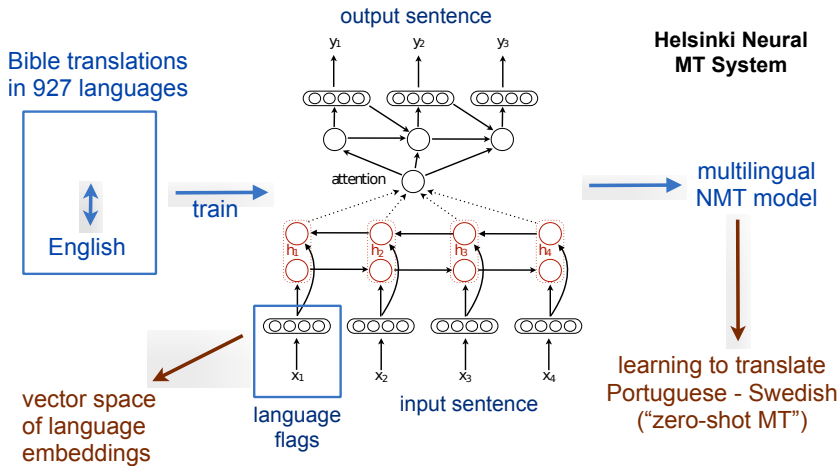 output sentence
y1 y2 y3
Helsinki Neural
MT System
Bible translations
in 927 languages
attention
multilingual
NMT model
train
English
h1 h2 h3 h4
x1 x2 x3 x4
language
flags
input sentence
vector space
of language
embeddings
learning to translate
Portuguese - Swedish
(“zero-shot MT”)